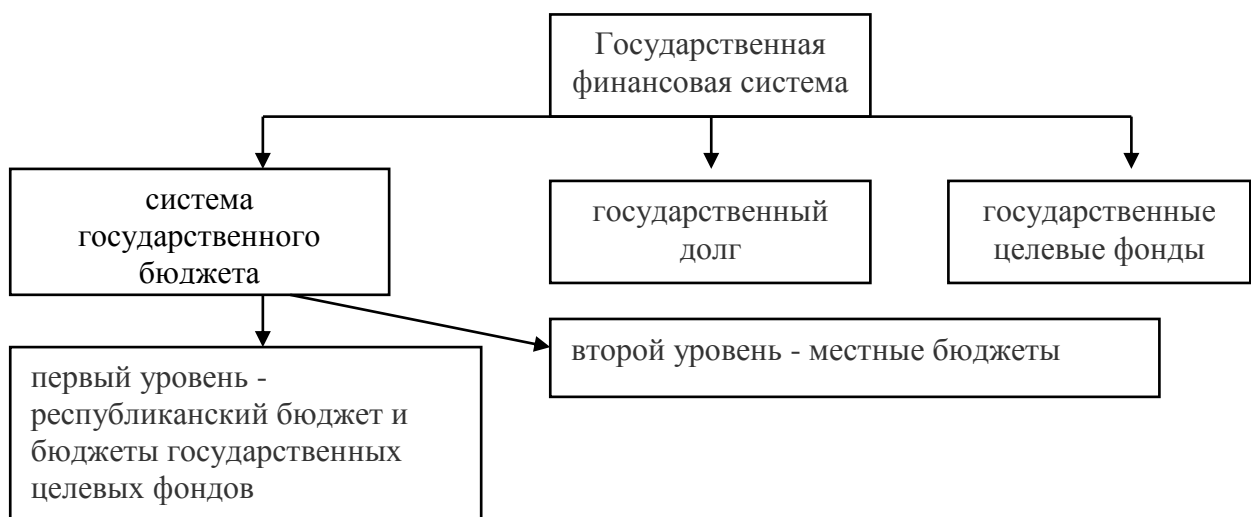 Государственная
финансовая система
система
государственного
бюджета
государственный
долг
государственные
целевые фонды
второй уровень - местные бюджеты
первый уровень -
республиканский бюджет и
бюджеты государственных
целевых фондов